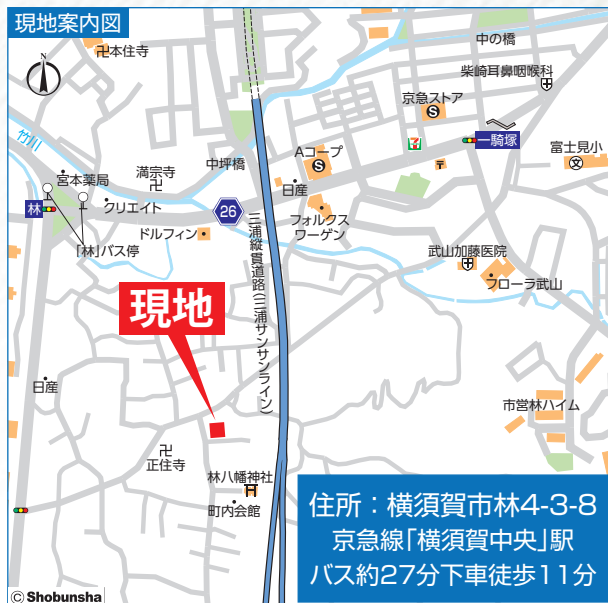 現地案内図
N
本住寺
中の橋
柴崎耳鼻咽喉科
京急ストア
S
竹川
一騎塚
富士見小
文
中坪橋
Aコープ
S
7
〒
宮本薬局
満宗寺
日産
林
クリエイト
26
フォルクス
ワーゲン
「林」バス停
ドルフィン
三浦縦貫道路(三浦サンサンライン)
武山加藤医院
フローラ武山
現地
日産
市営林ハイム
正住寺
林八幡神社
町内会館
住所：横須賀市林4-3-8
京急線「横須賀中央」駅
バス約27分下車徒歩11分
© Shobunsha